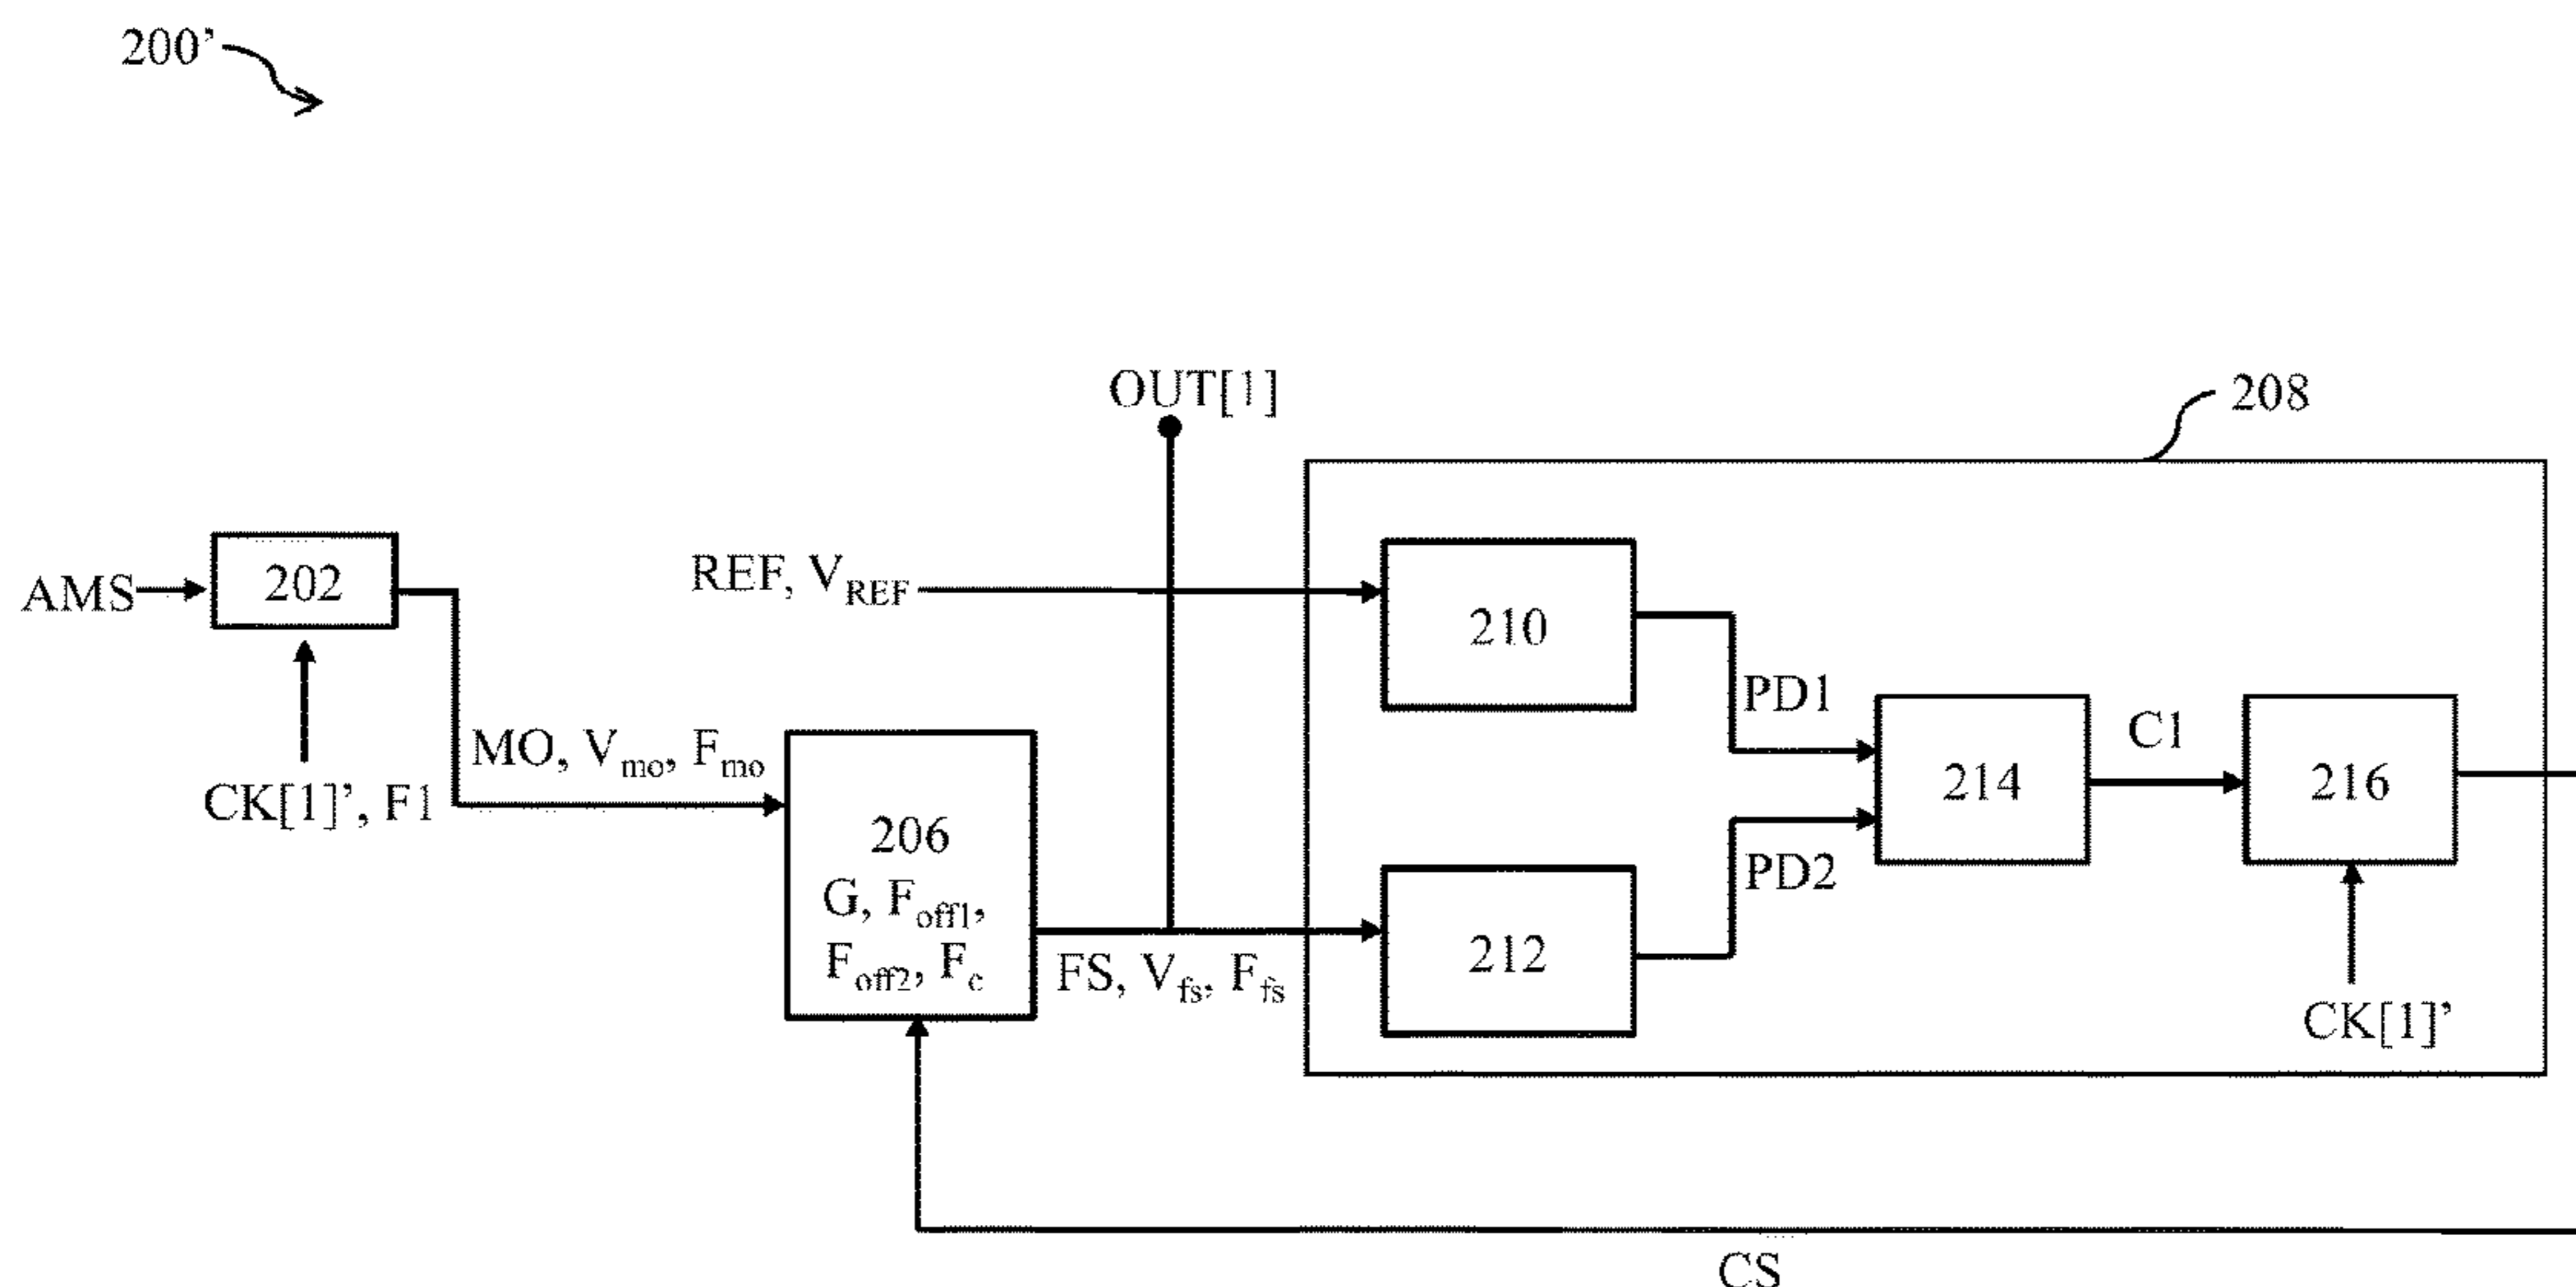 200’
OUT[1]
208
AMS
202
REF, VREF
210
CK[1]’, F1
MO, Vmo, Fmo
PD1
C1
214
216
206
G, Foff1,
Foff2, Fc
PD2
FS, Vfs, Ffs
212
CK[1]’
CS